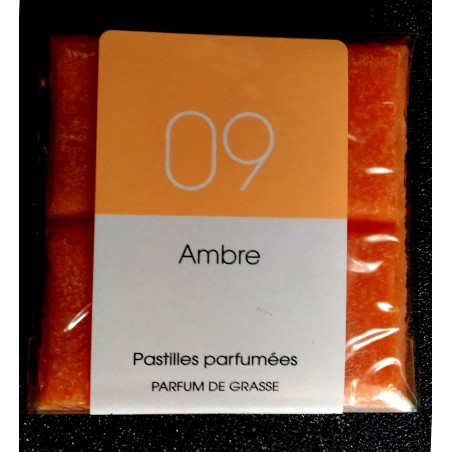 09
Ambre
Pastilles parfumées
PARFUM DE GRASSE